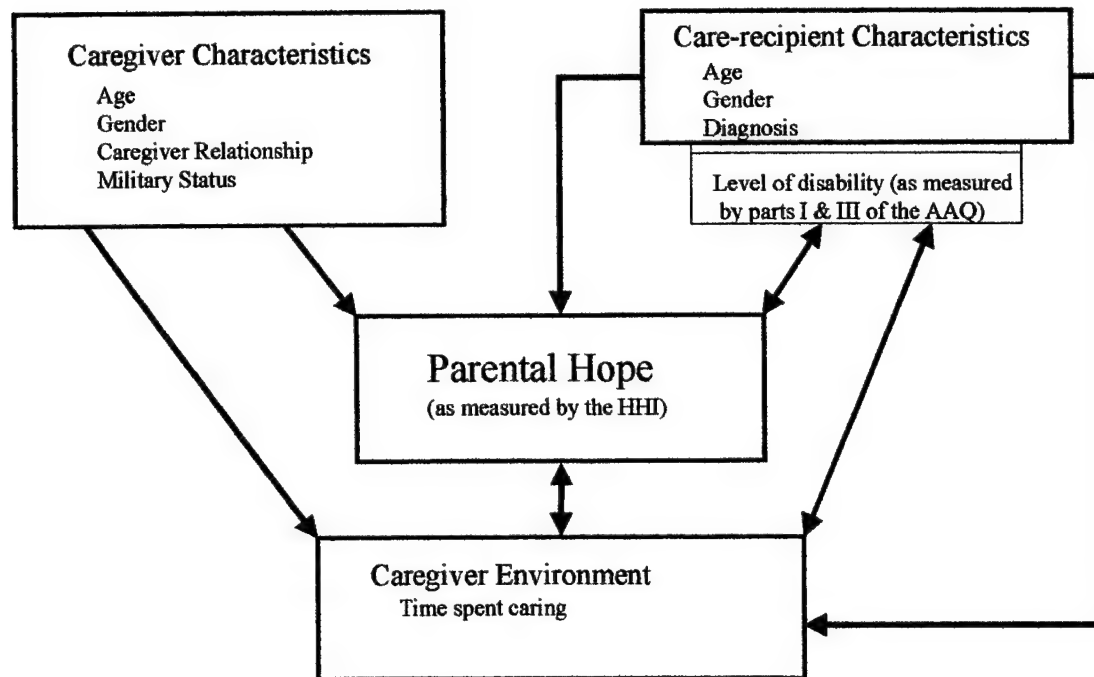 Caregiver Characteristics
Age
Gender
Caregiver Relationship
Military Status
Care-recipient Characteristics
Age
Gender
Diagnosis
Level of disability (as measured
by parts I & III of the AAQ)
Parental Hope
(as measured by the HHI)
Caregiver Environment
Time spent caring